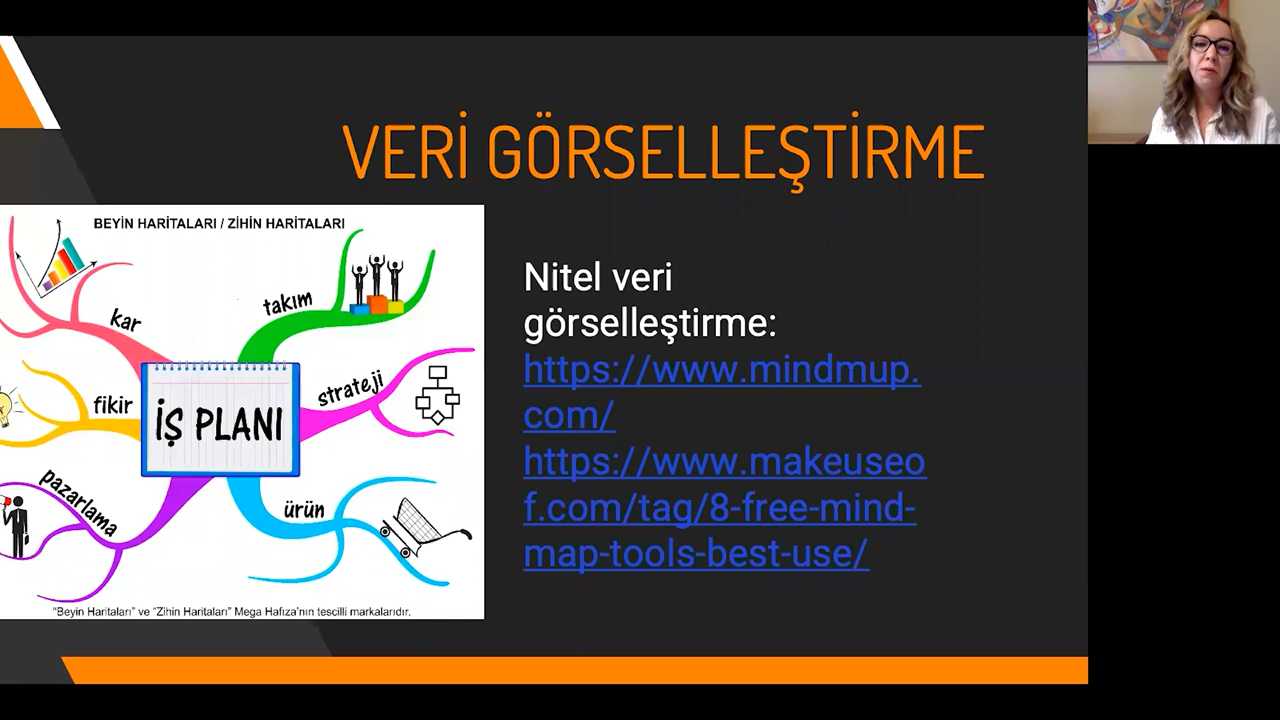 VERİ GÖRSELLEŞTİRME
BEYİN HARİTALARI / ZİHİN HARİTALARI
kar
takım
fikir
İŞ PLANI
strateji
pazarlama
ürün
"Beyin Haritaları" ve "Zihin Haritaları" Mega Hafıza'nın tescilli markalarıdır.
Nitel veri
görselleştirme:
https://www.mindmup.
com/
https://www.makeuseo
f.com/tag/8-free-mind-
map-tools-best-use/